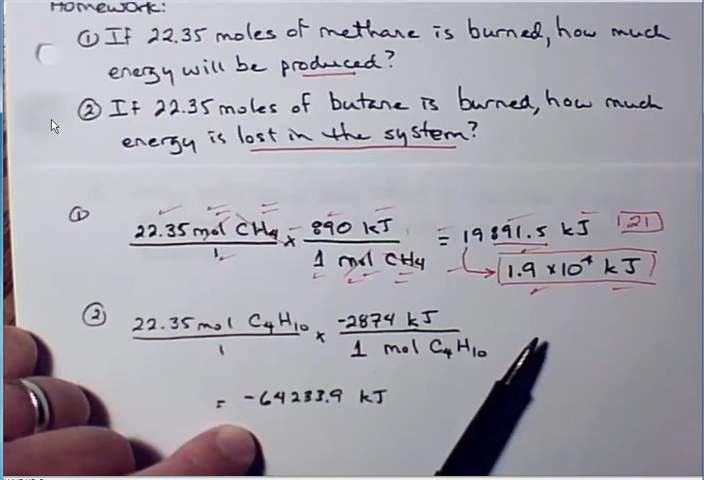 Homework:
① If 22.35 moles of methane is burned, how much
energy will be produced?
② If 22.35 moles of butane is burned, how much
energy is lost in the system?
① 22.35 mol CH4 / 1 × 890 kJ / 1 mol CH4 = 19891.5 kJ 21
1.9 × 10⁴ kJ
② 22.35 mol C4H10 / 1 × -2874 kJ / 1 mol C4H10
= -64233.9 kJ